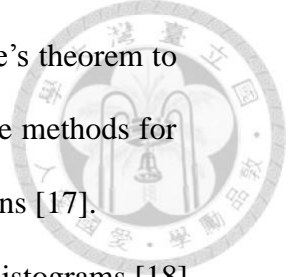 e's theorem to
e methods for
ns [17].
istograms [18]